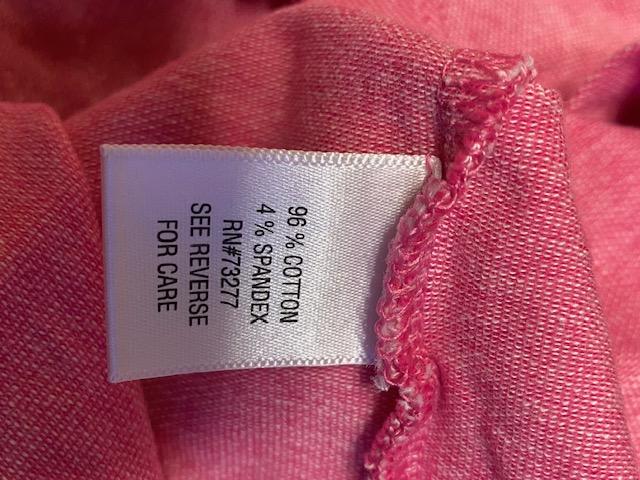 96 % COTTON
4 % SPANDEX
RN#73277
SEE REVERSE
FOR CARE